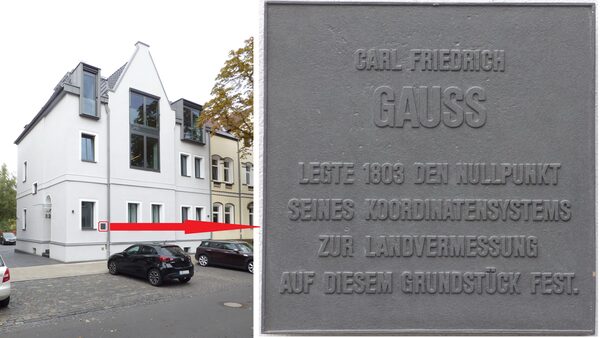 CARL FRIEDRICH
GAUSS
LEGTE 1803 DEN NULLPUNKT
SEINES KOORDINATENSYSTEMS
ZUR LANDVERMESSUNG
AUF DIESEM GRUNDSTÜCK FEST.